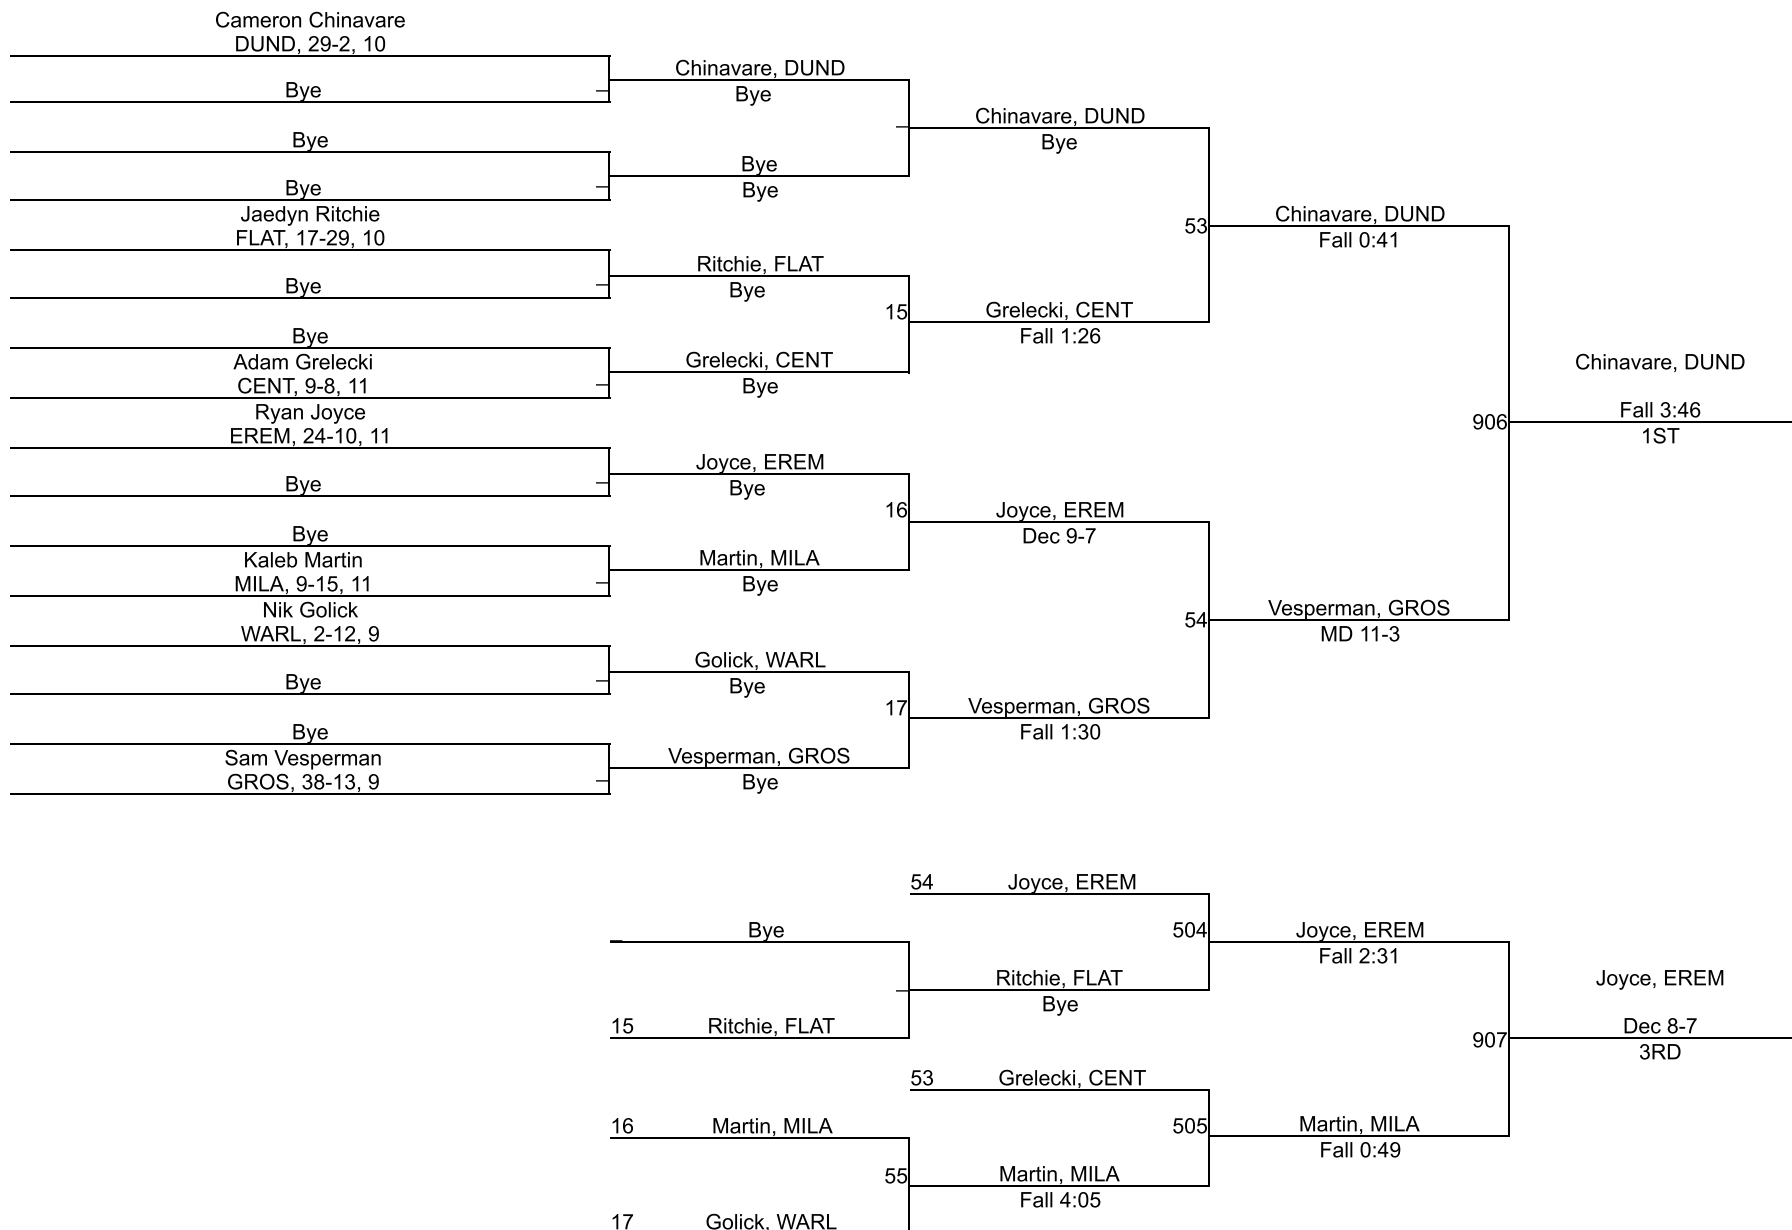 Cameron Chinavare
DUND, 29-2, 10
Bye
Bye
Bye
Jaedyn Ritchie
FLAT, 17-29, 10
Bye
Bye
Adam Grelecki
CENT, 9-8, 11
Ryan Joyce
EREM, 24-10, 11
Bye
Bye
Kaleb Martin
MILA, 9-15, 11
Nik Golick
WARL, 2-12, 9
Bye
Bye
Sam Vesperman
GROS, 38-13, 9
Chinavare, DUND
Bye
Bye
Bye
Ritchie, FLAT
Bye
15
Grelecki, CENT
Bye
Joyce, EREM
Bye
16
Martin, MILA
Bye
Golick, WARL
Bye
17
Vesperman, GROS
Bye
Chinavare, DUND
Bye
53
Grelecki, CENT
Fall 1:26
Joyce, EREM
Dec 9-7
54
Vesperman, GROS
Fall 1:30
Chinavare, DUND
Fall 0:41
906
Vesperman, GROS
MD 11-3
Chinavare, DUND
Fall 3:46
1ST
54 Joyce, EREM
Bye
504
Ritchie, FLAT
Bye
15 Ritchie, FLAT
53 Grelecki, CENT
16 Martin, MILA
505
55
Martin, MILA
Fall 4:05
17 Golick, WARL
Joyce, EREM
Fall 2:31
907
Martin, MILA
Fall 0:49
Joyce, EREM
Dec 8-7
3RD